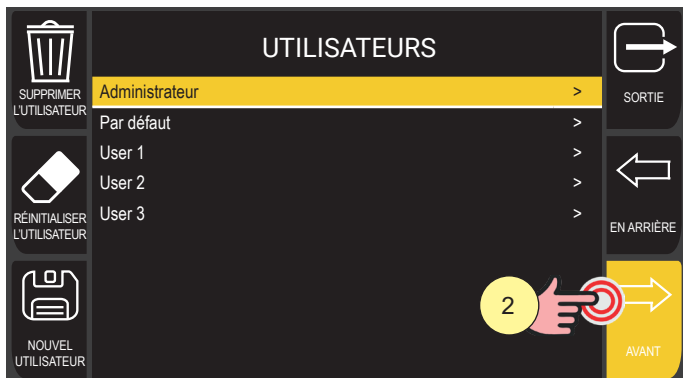 UTILISATEURS
SUPPRIMER
L'UTILISATEUR
RÉINITIALISER
L'UTILISATEUR
NOUVEL
UTILISATEUR
Administrateur >
Par défaut >
User 1 >
User 2 >
User 3 >
2
SORTIE
EN ARRIÈRE
AVANT